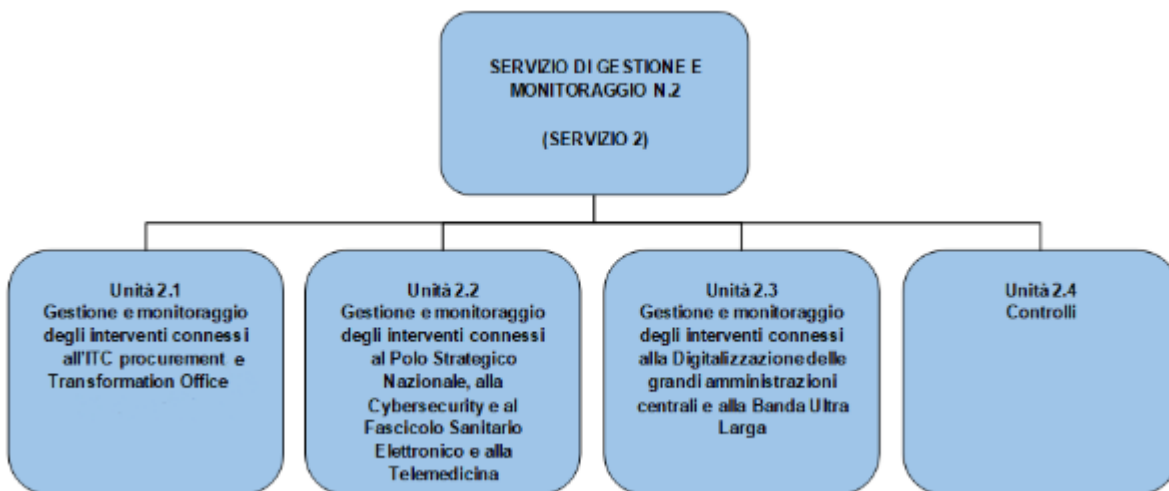 SERVIZIO DI GESTIONE E
MONITORAGGIO N.2
(SERVIZIO 2)
Unità 2.1
Gestione e monitoraggio
degli interventi connessi
all'ITC procurement e
Transformation Office
Unità 2.2
Gestione e monitoraggio
degli interventi connessi
al Polo Strategico
Nazionale, alla
Cybersecurity e al
Fascicolo Sanitario
Elettronico e alla
Telemedicina
Unità 2.3
Gestione e monitoraggio
degli interventi connessi
alla Digitalizzazione delle
grandi amministrazioni
centrali e alla Banda Ultra
Larga
Unità 2.4
Controlli